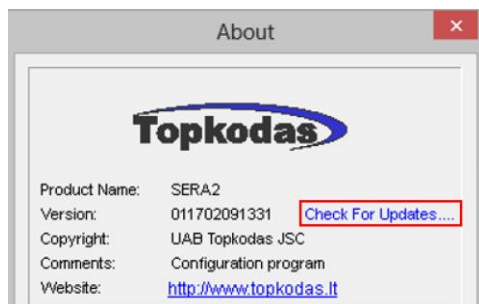 About
Topkodas
Product Name: SERA2
Version: 011702091331 Check For Updates....
Copyright: UAB Topkodas JSC
Comments: Configuration program
Website: http://www.topkodas.lt